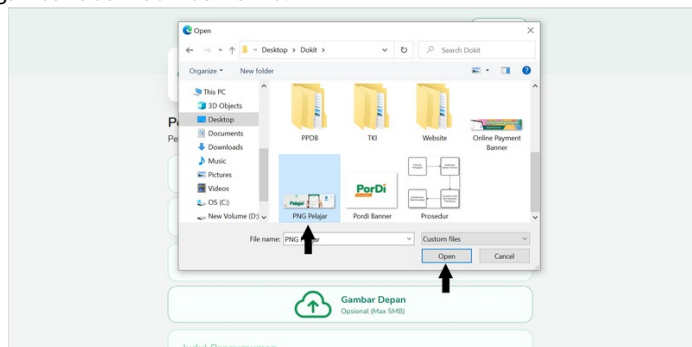 Open
Desktop > Dokit >
Search Dokit
Organize
New folder
This PC
3D Objects
Desktop
Documents
Downloads
Music
Pictures
Videos
OS (C:)
New Volume (D:)
PPDB
TKI
Website
Online Payment
Banner
PNG Pelajar
PorDi
Pordi Banner
Prosedur
File name:
PNG
Custom files
Open
Cancel
Gambar Depan
Opsional (Max 5MB)